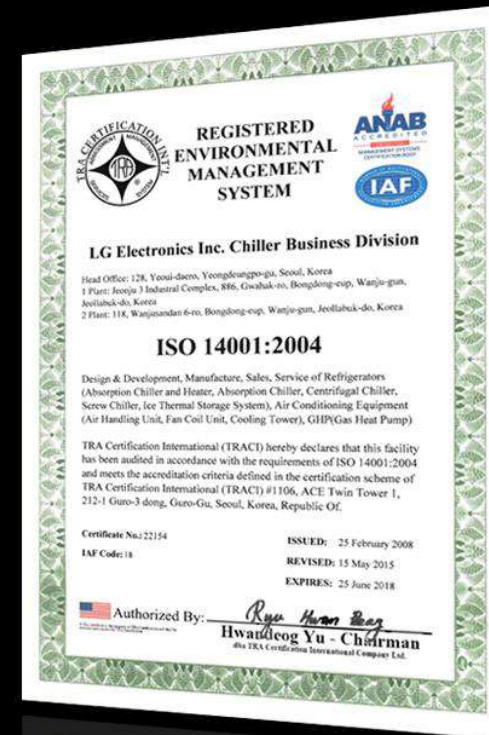 TRA CERTIFICATION INT'L
TRA
REGISTERED
ENVIRONMENTAL
MANAGEMENT
SYSTEM
ANAB
ACCREDITED
MANAGEMENT SYSTEMS
CERTIFICATION BODY
IAF
LG Electronics Inc. Chiller Business Division
Head Office: 128, Yeoui-daero, Yeongdeungpo-gu, Seoul, Korea
1 Plant: Jeonju 3 Industral Complex, 886, Gwahak-ro, Bongdong-eup, Wanju-gun,
Jeollabuk-do, Korea
2 Plant: 118, Wanjusandan 6-ro, Bongdong-eup, Wanju-gun, Jeollabuk-do, Korea
ISO 14001:2004
Design & Development, Manufacture, Sales, Service of Refrigerators
(Absorption Chiller and Heater, Absorption Chiller, Centrifugal Chiller,
Screw Chiller, Ice Thermal Storage System), Air Conditioning Equipment
(Air Handling Unit, Fan Coil Unit, Cooling Tower), GHP(Gas Heat Pump)
TRA Certification International (TRACI) hereby declares that this facility
has been audited in accordance with the requirements of ISO 14001:2004
and meets the accreditation criteria defined in the certification scheme of
TRA Certification International (TRACI) #1106, ACE Twin Tower 1,
212-1 Guro-3 dong, Guro-Gu, Seoul, Korea, Republic Of.
Certificate No.: 22154
IAF Code: 18
ISSUED: 25 February 2008
REVISED: 15 May 2015
EXPIRES: 25 June 2018
Authorized By:
Hwandeog Yu - Chairman
dba TRA Certification International Company Ltd.